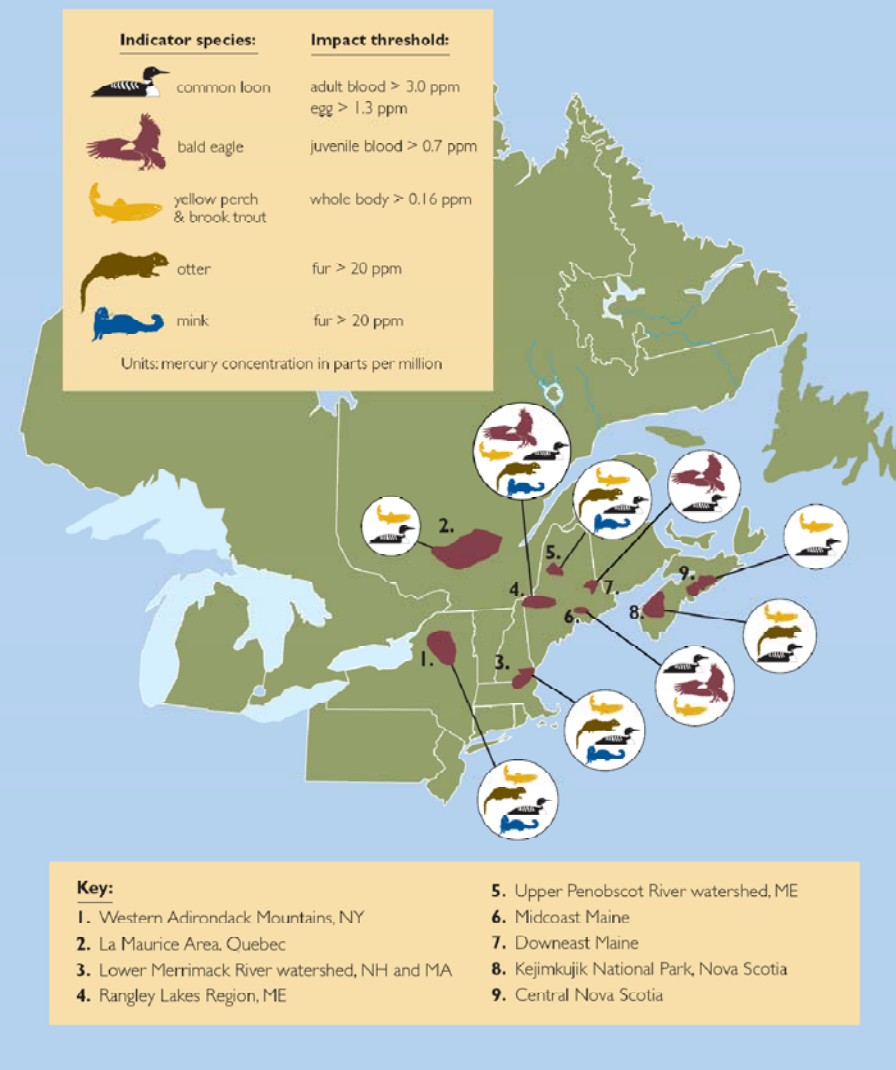 Indicator species: Impact threshold:
common loon adult blood > 3.0 ppm
egg > 1.3 ppm
bald eagle juvenile blood > 0.7 ppm
yellow perch whole body > 0.16 ppm
& brook trout
otter fur > 20 ppm
mink fur > 20 ppm
Units: mercury concentration in parts per million
2.
5.
9.
4.
7.
6.
8.
1.
3.
Key:
1. Western Adirondack Mountains, NY
2. La Maurice Area, Quebec
3. Lower Merrimack River watershed, NH and MA
4. Rangley Lakes Region, ME
5. Upper Penobscot River watershed, ME
6. Midcoast Maine
7. Downeast Maine
8. Kejimkujik National Park, Nova Scotia
9. Central Nova Scotia